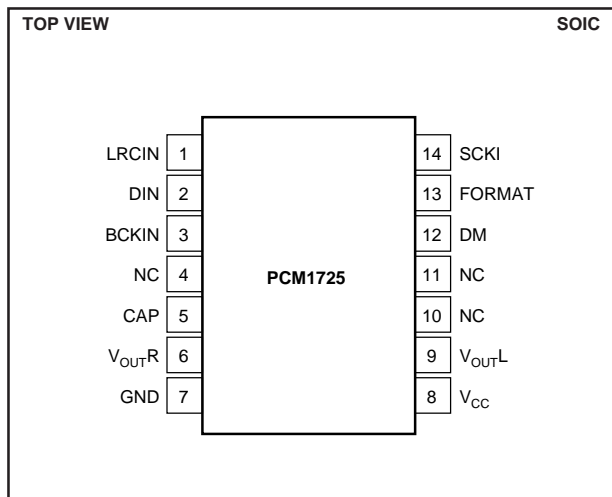 TOP VIEW SOIC
LRCIN 1 14 SCKI
DIN 2 13 FORMAT
BCKIN 3 12 DM
NC 4 11 NC
PCM1725
CAP 5 10 NC
VOUTR 6 9 VOUTL
GND 7 8 VCC